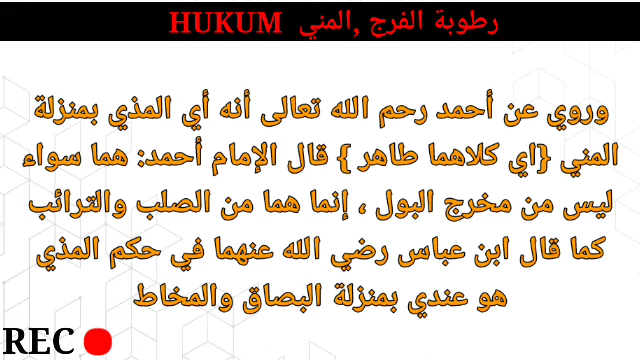 HUKUM رطوبة الفرج ,المني
وروي عن أحمد رحم الله تعالى أنه أي المذي بمنزلة
المني {اي كلاهما طاهر } قال الإمام أحمد: هما سواء
ليس من مخرج البول ، إنما هما من الصلب والترائب
كما قال ابن عباس رضي الله عنهما في حكم المذي
هو عندي بمنزلة البصاق والمخاط
REC